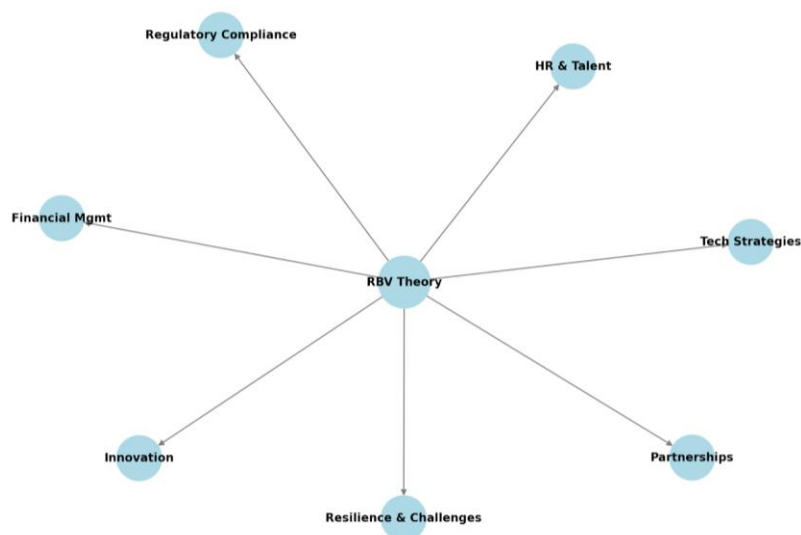 Regulatory Compliance
HR & Talent
Financial Mgmt
Tech Strategies
RBV Theory
Innovation
Partnerships
Resilience & Challenges